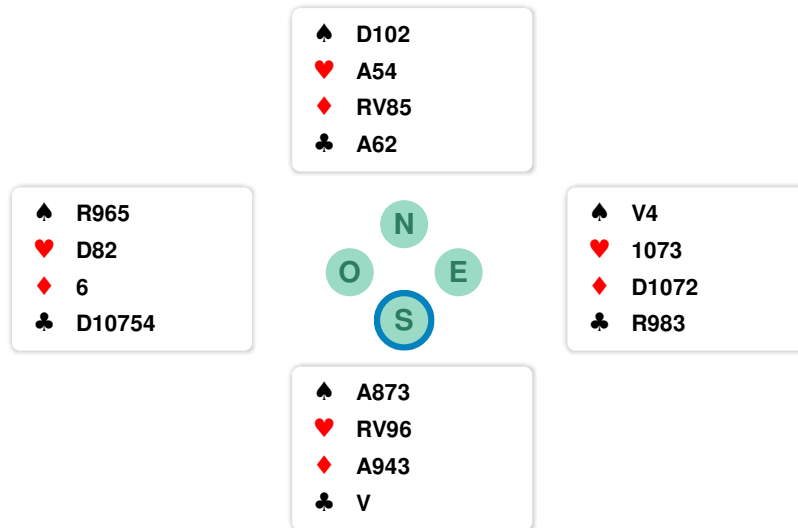 ♠ D102
♥ A54
♦ RV85
♣ A62
♠ R965
♥ D82
♦ 6
♣ D10754
N
O E
S
♠ V4
♥ 1073
♦ D1072
♣ R983
♠ A873
♥ RV96
♦ A943
♣ V